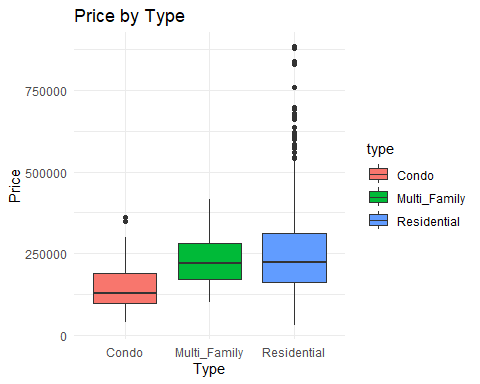 Price by Type
Price
750000
500000
250000
0
Condo
Multi_Family
Residential
Type
type
Condo
Multi_Family
Residential